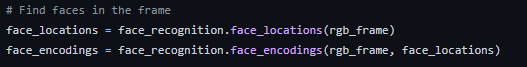 # Find faces in the frame
face_locations = face_recognition.face_locations(rgb_frame)
face_encodings = face_recognition.face_encodings(rgb_frame, face_locations)